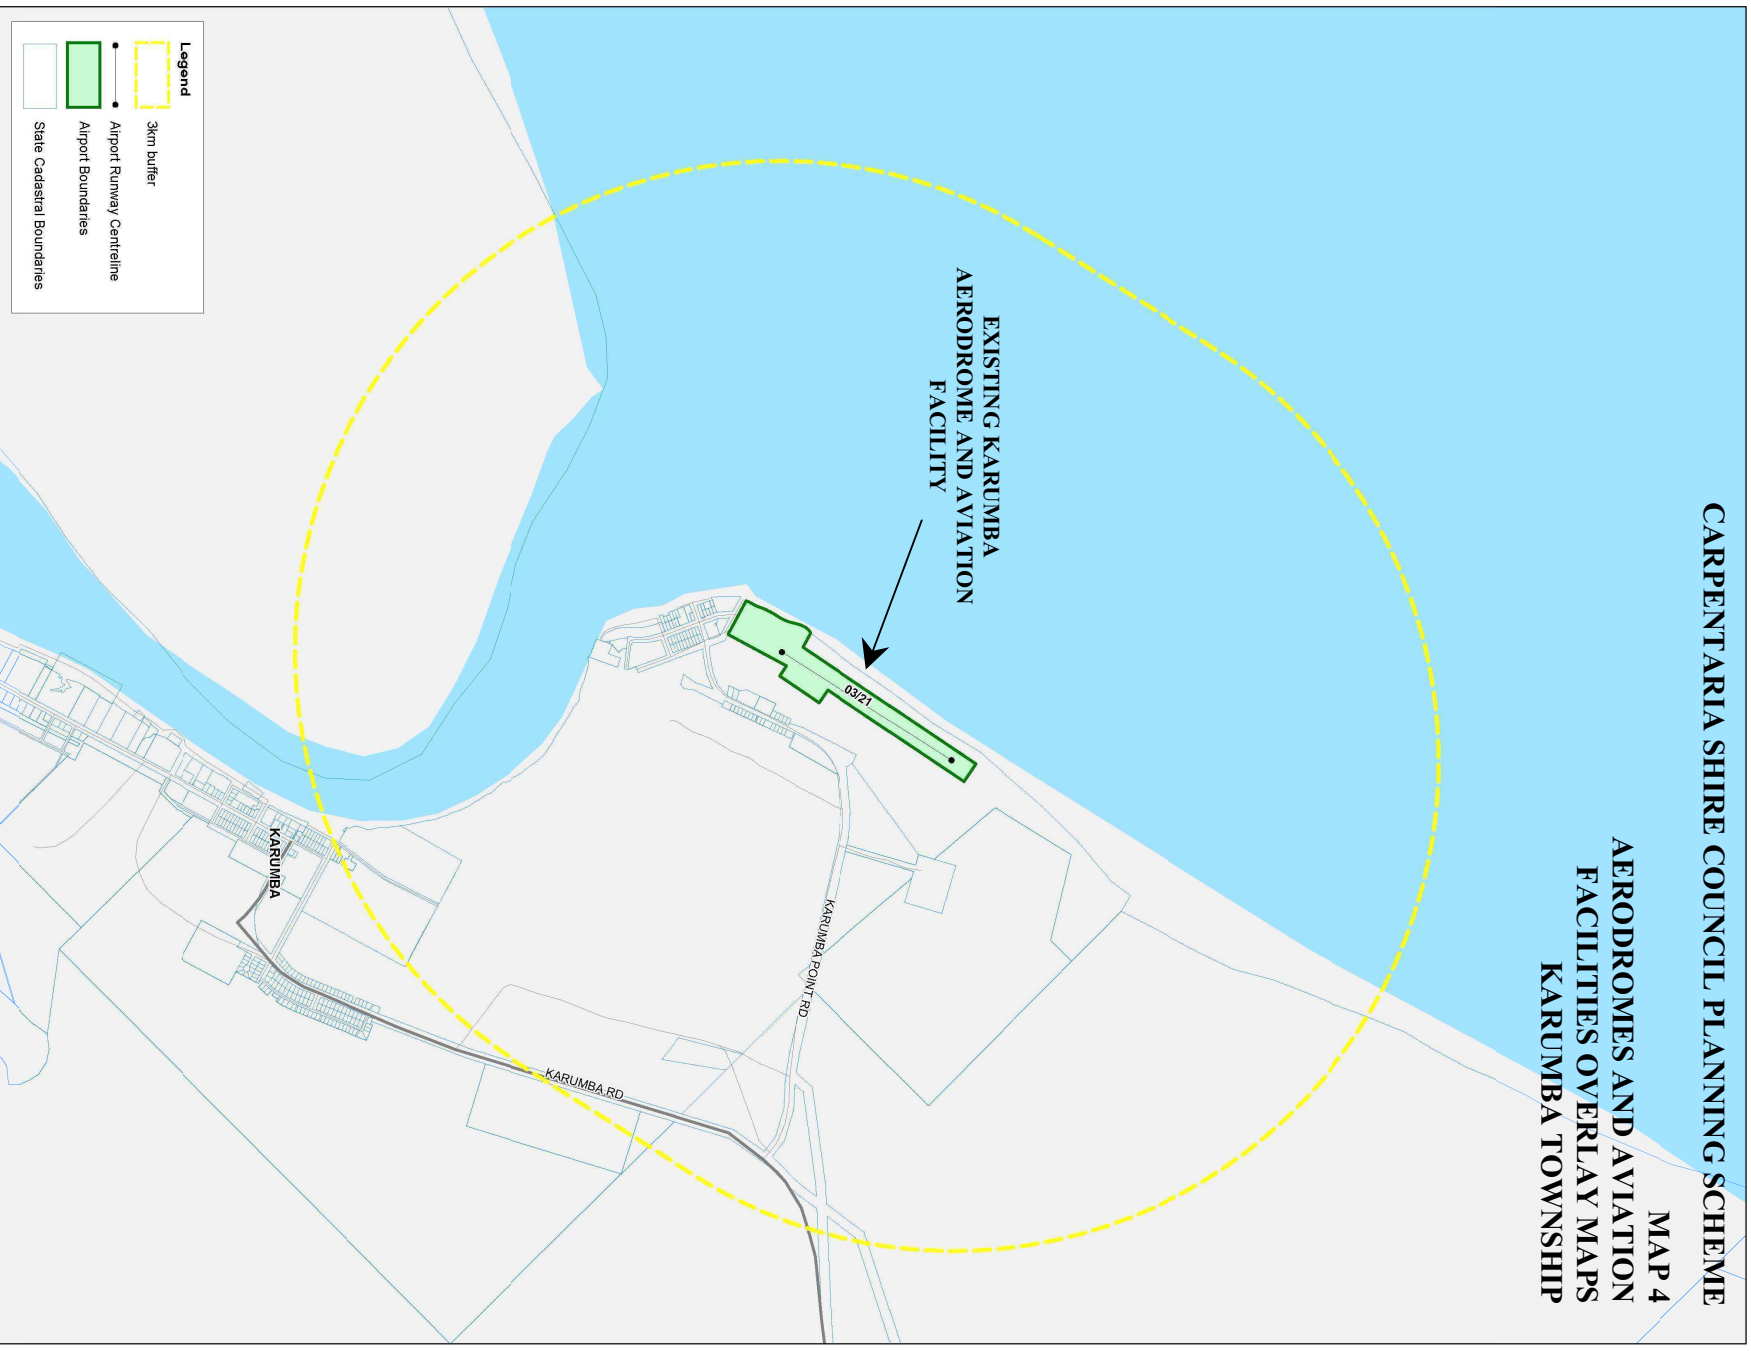 CARPENTARIA SHIRE COUNCIL PLANNING SCHEME
MAP 4
AERODROMES AND AVIATION
FACILITIES OVERLAY MAPS
KARUMBA TOWNSHIP
EXISTING KARUMBA
AERODROME AND AVIATION
FACILITY
03/21
KARUMBA POINT RD
KARUMBA RD
KARUMBA
Legend
3km buffer
Airport Runway Centreline
Airport Boundaries
State Cadastral Boundaries